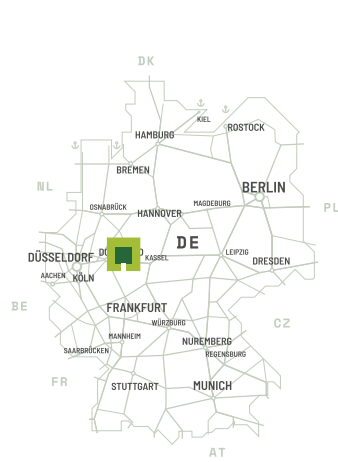 DK
KIEL
HAMBURG
ROSTOCK
BREMEN
NL
BERLIN
OSNABRÜCK
HANNOVER
MAGDEBURG
PL
DE
DÜSSELDORF
KASSEL
LEIPZIG
DRESDEN
AACHEN
KÖLN
BE
FRANKFURT
WÜRZBURG
CZ
MANNHEIM
NUREMBERG
SAARBRÜCKEN
REGENSBURG
FR
STUTTGART
MUNICH
AT